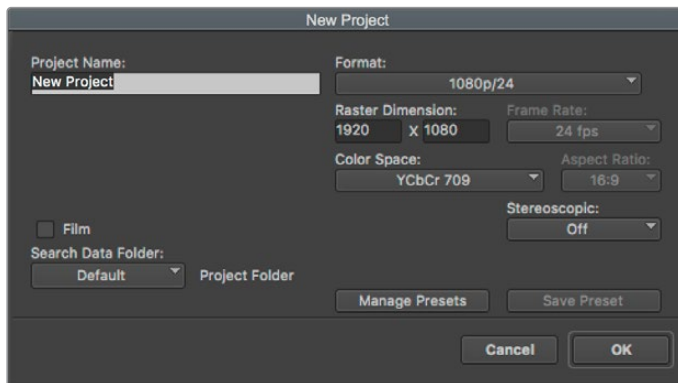 New Project
Project Name:
New Project
Format:
1080p/24
Raster Dimension:
1920 x 1080
Frame Rate:
24 fps
Color Space:
YCbCr 709
Aspect Ratio:
16:9
Stereoscopic:
Off
Film
Search Data Folder:
Default
Project Folder
Manage Presets
Save Preset
Cancel
OK